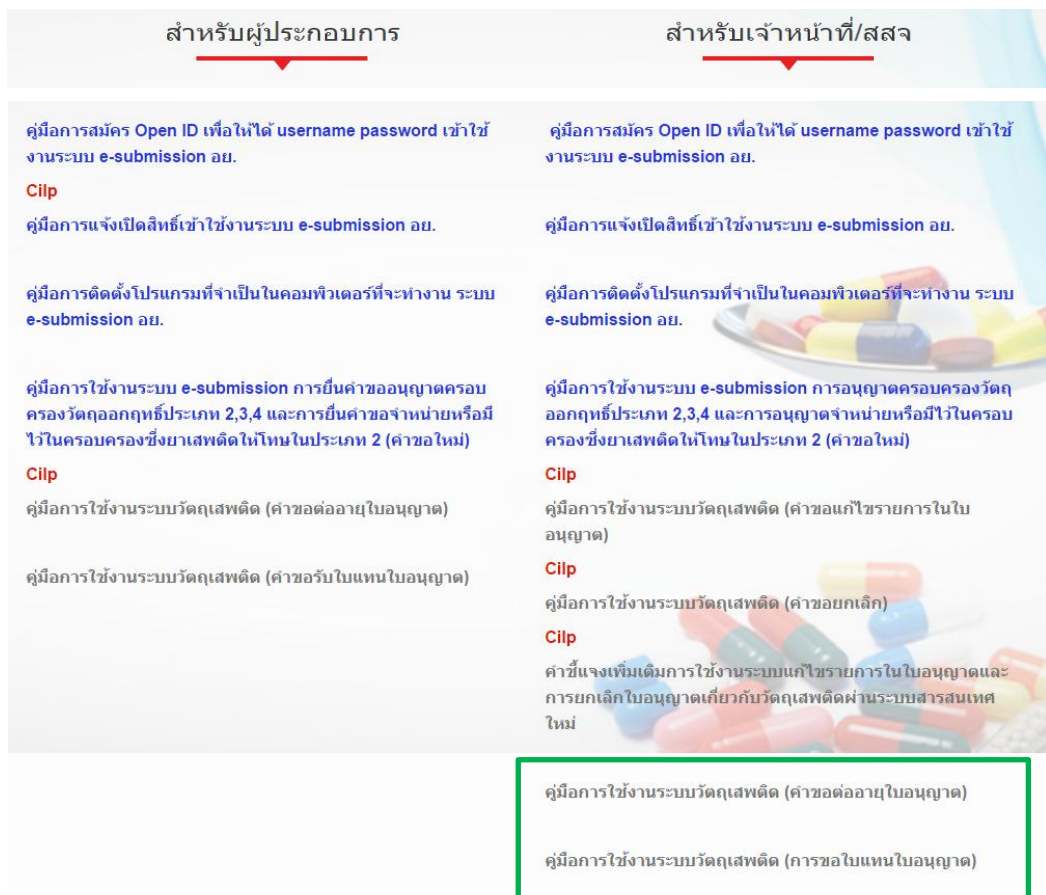 สำหรับผู้ประกอบการ
คู่มือการสมัคร Open ID เพื่อให้ได้ username password เข้าใช้
งานระบบ e-submission อย.
Cilp
คู่มือการแจ้งเปิดสิทธิ์เข้าใช้งานระบบ e-submission อย.
คู่มือการติดตั้งโปรแกรมที่จำเป็นในคอมพิวเตอร์ที่จะทำงาน ระบบ
e-submission อย.
คู่มือการใช้งานระบบ e-submission การยื่นคำขออนุญาตครอบ
ครองวัตถุออกฤทธิ์ประเภท 2,3,4 และการยื่นคำขอจำหน่ายหรือมี
ไว้ในครอบครองซึ่งยาเสพติดให้โทษในประเภท 2 (คำขอใหม่)
Cilp
คู่มือการใช้งานระบบวัตถุเสพติด (คำขอต่ออายุใบอนุญาต)
คู่มือการใช้งานระบบวัตถุเสพติด (คำขอรับใบแทนใบอนุญาต)
สำหรับเจ้าหน้าที่/สสจ
คู่มือการสมัคร Open ID เพื่อให้ได้ username password เข้าใช้
งานระบบ e-submission อย.
คู่มือการแจ้งเปิดสิทธิ์เข้าใช้งานระบบ e-submission อย.
คู่มือการติดตั้งโปรแกรมที่จำเป็นในคอมพิวเตอร์ที่จะทำงาน ระบบ
e-submission อย.
คู่มือการใช้งานระบบ e-submission การอนุญาตครอบครองวัตถุ
ออกฤทธิ์ประเภท 2,3,4 และการอนุญาตจำหน่ายหรือมีไว้ในครอบ
ครองซึ่งยาเสพติดให้โทษในประเภท 2 (คำขอใหม่)
Cilp
คู่มือการใช้งานระบบวัตถุเสพติด (คำขอแก้ไขรายการในใบ
อนุญาต)
Cilp
คู่มือการใช้งานระบบวัตถุเสพติด (คำขอยกเลิก)
Cilp
คำชี้แจงเพิ่มเติมการใช้งานระบบแก้ไขรายการในใบอนุญาตและ
การยกเลิกใบอนุญาตเกี่ยวกับวัตถุเสพติดผ่านระบบสารสนเทศ
ใหม่
คู่มือการใช้งานระบบวัตถุเสพติด (คำขอต่ออายุใบอนุญาต)
คู่มือการใช้งานระบบวัตถุเสพติด (การขอใบแทนใบอนุญาต)